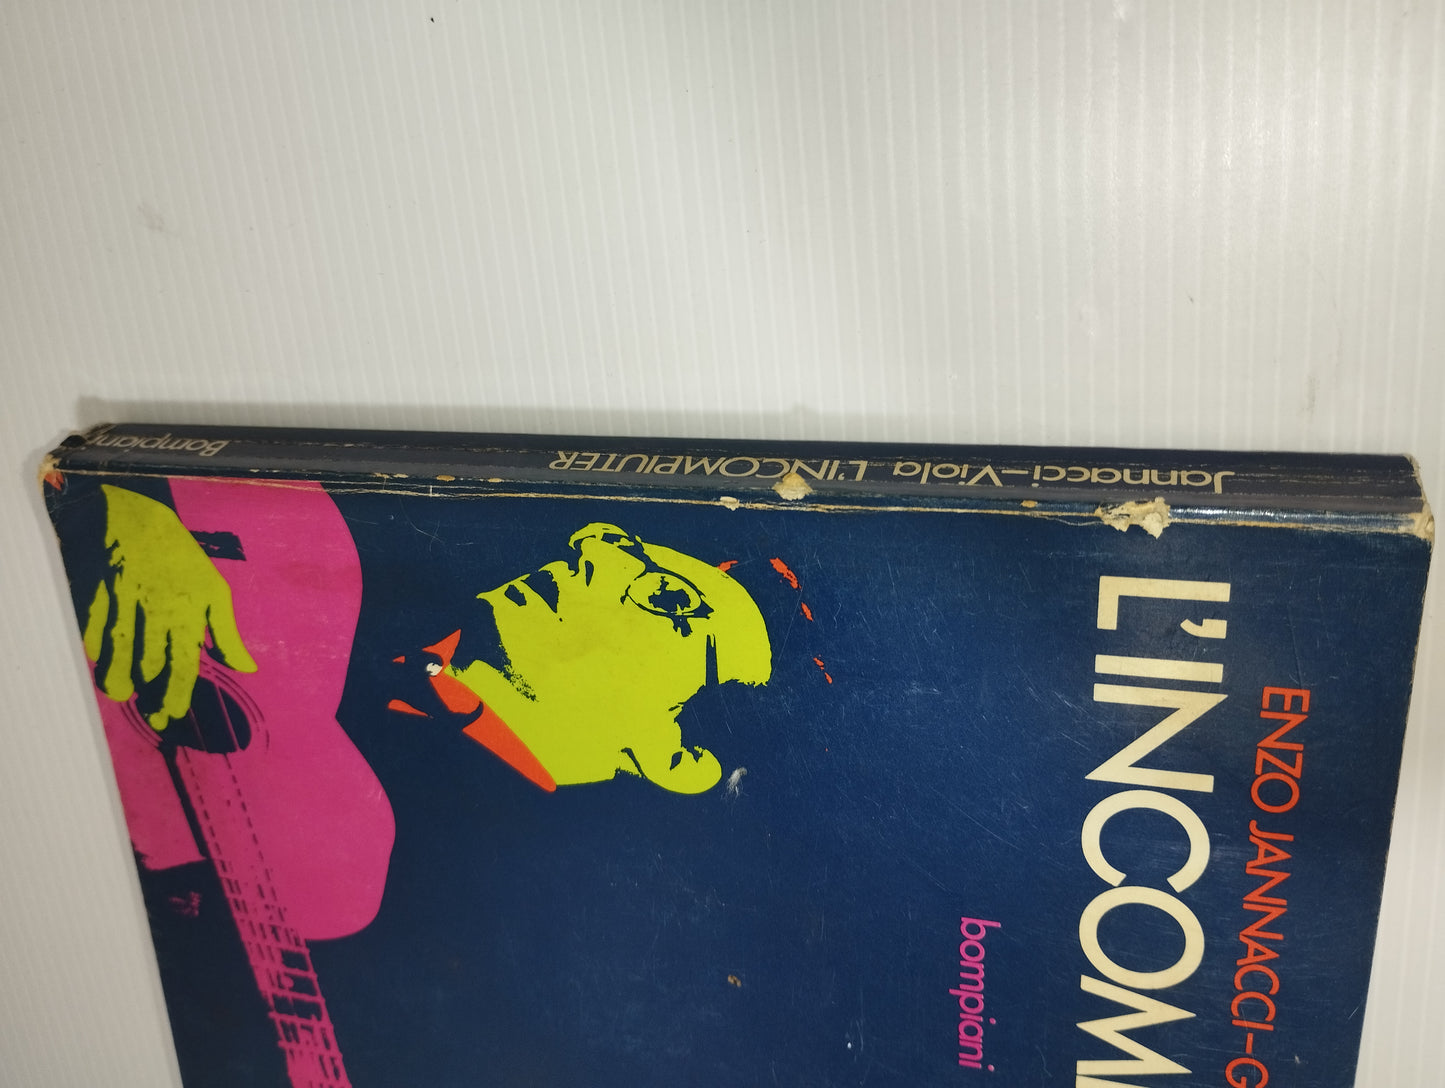 Jannacci-Viola L'INCOMPIUTER Bompiani
ENZO JANNACCI-G
L'INCOM
bompiani